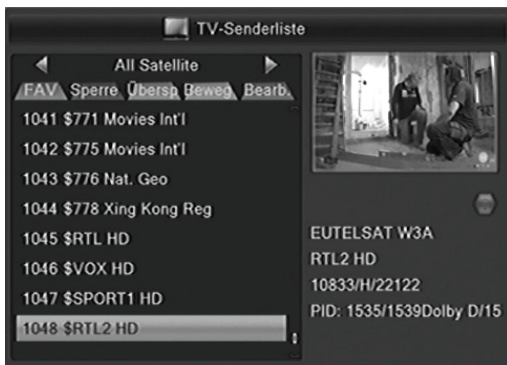 TV-Senderliste
All Satellite
FAV Sperre Übersp Beweg. Bearb.
1041 $771 Movies Int'l
1042 $775 Movies Int'l
1043 $776 Nat. Geo
1044 $778 Xing Kong Reg
1045 $RTL HD
1046 $VOX HD
1047 $SPORT1 HD
1048 $RTL2 HD
EUTELSAT W3A
RTL2 HD
10833/H/22122
PID: 1535/1539Dolby D/15